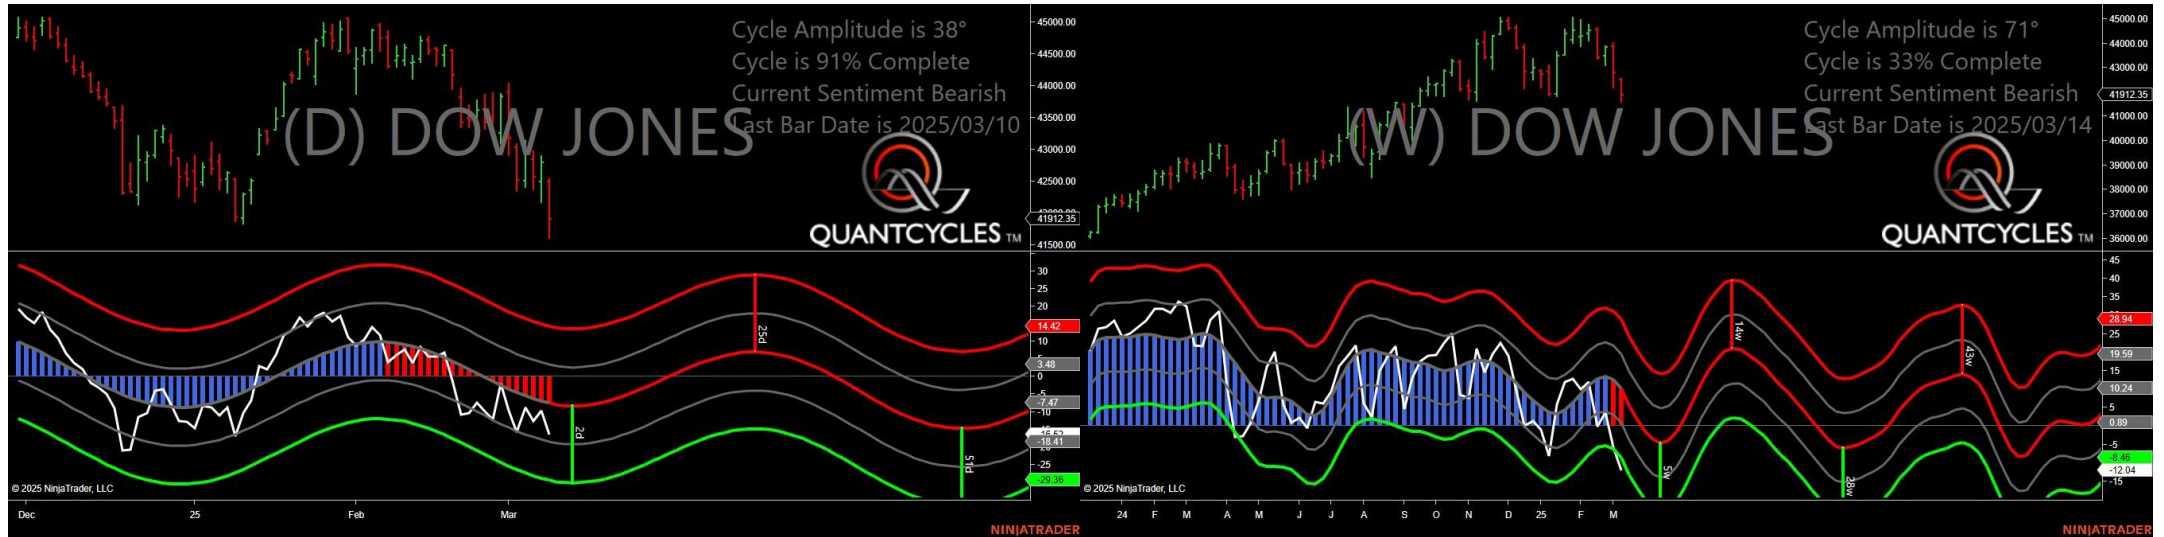 Cycle Amplitude is 38°
Cycle is 91% Complete
Current Sentiment Bearish
Last Bar Date is 2025/03/10
(D) DOW JONES
QUANTCYCLES TM
45000.00
44500.00
44000.00
43500.00
43000.00
42500.00
41912.35
41500.00
30
25
20
14.42
10
5
3.48
0
-7.47
-10
-18.41
-25
-29.36
25d
2d
51d
© 2025 NinjaTrader, LLC
Dec 25 Feb Mar
NINJATRADER
Cycle Amplitude is 71°
Cycle is 33% Complete
Current Sentiment Bearish
Last Bar Date is 2025/03/14
(W) DOW JONES
QUANTCYCLES TM
45000.00
44000.00
43000.00
41912.35
41000.00
40000.00
39000.00
38000.00
37000.00
36000.00
45
40
35
28.94
25
19.59
15
10.24
5
0.89
-5
-8.46
-12.04
-15
14w
43w
5w
28w
© 2025 NinjaTrader, LLC
24 F M A M J J A S O N D 25 F M
NINJATRADER